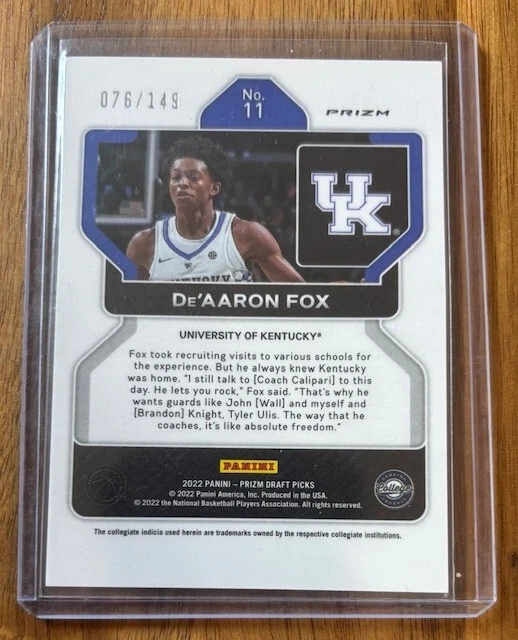 076/149
No.
11
PRIZM
UK
®
KENTUCKY
DE'AARON FOX
UNIVERSITY OF KENTUCKY®
Fox took recruiting visits to various schools for
the experience. But he always knew Kentucky
was home. "I still talk to [Coach Calipari] to this
day. He lets you rock," Fox said. "That's why he
wants guards like John [Wall] and myself and
[Brandon] Knight, Tyler Ulis. The way that he
coaches, it's like absolute freedom."
PANINI
2022 PANINI – PRIZM DRAFT PICKS
© 2022 Panini America, Inc. Produced in the USA.
© 2022 the National Basketball Players Association. All rights reserved.
College
The collegiate indicia used herein are trademarks owned by the respective collegiate institutions.